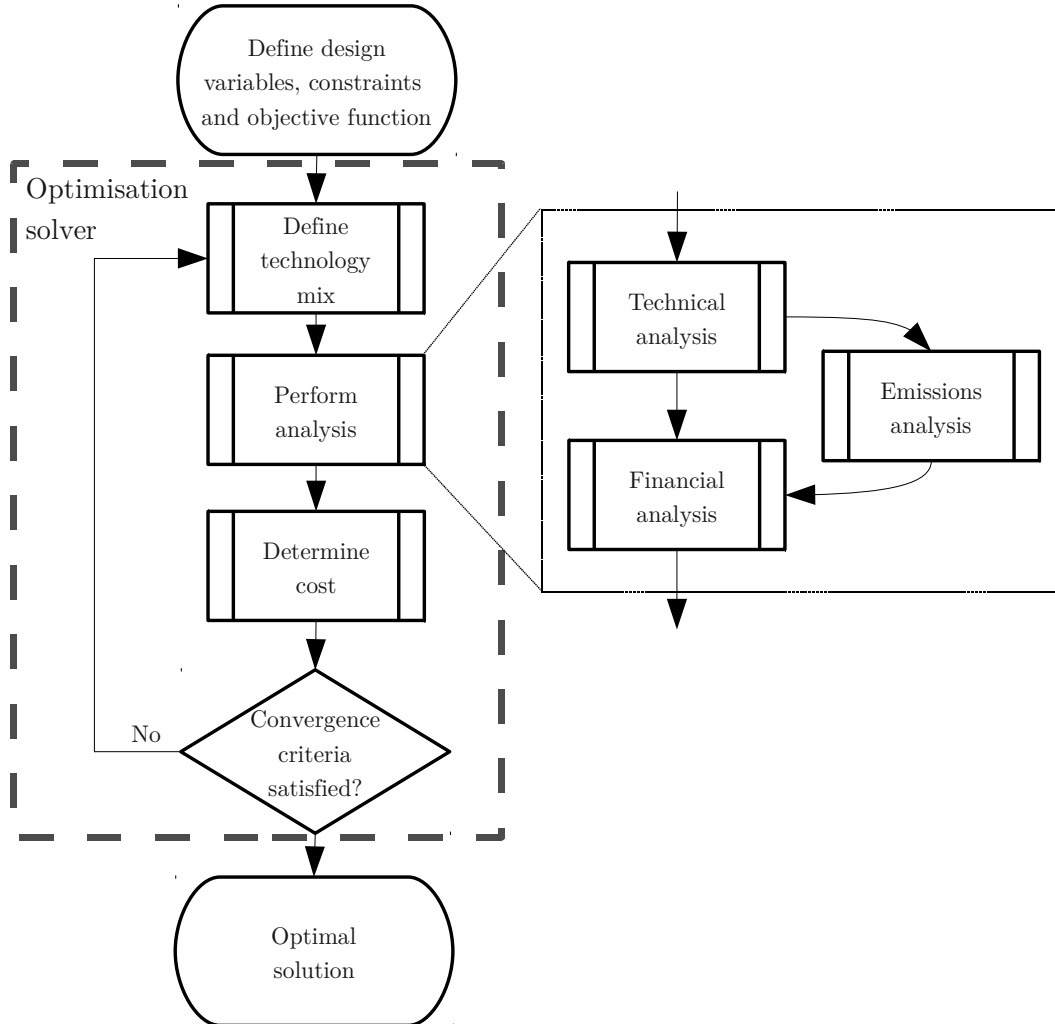 Define design
variables, constraints
and objective function
Optimisation
solver
Define
technology
mix
Perform
analysis
Determine
cost
Convergence
criteria
satisfied?
No
Optimal
solution
Technical
analysis
Emissions
analysis
Financial
analysis